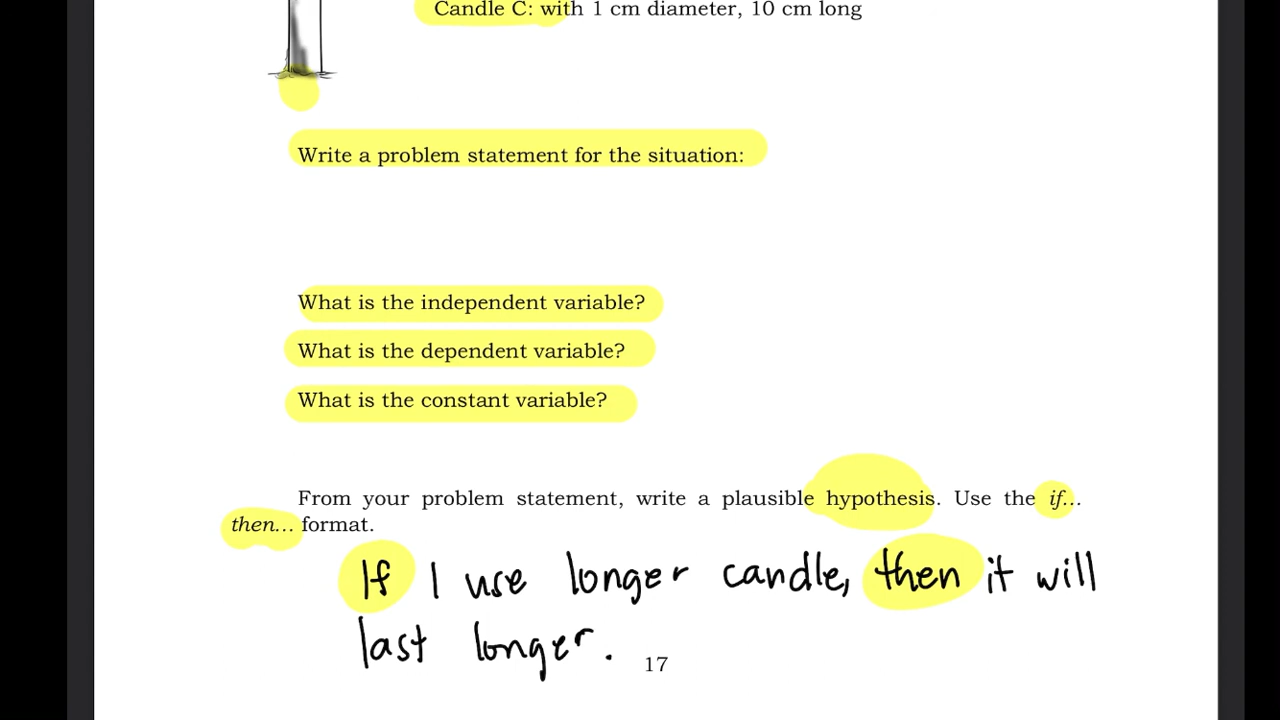 Candle C: with 1 cm diameter, 10 cm long
Write a problem statement for the situation:
What is the independent variable?
What is the dependent variable?
What is the constant variable?
From your problem statement, write a plausible hypothesis. Use the if…
then… format.
If I use longer candle, then it will
last longer.
17